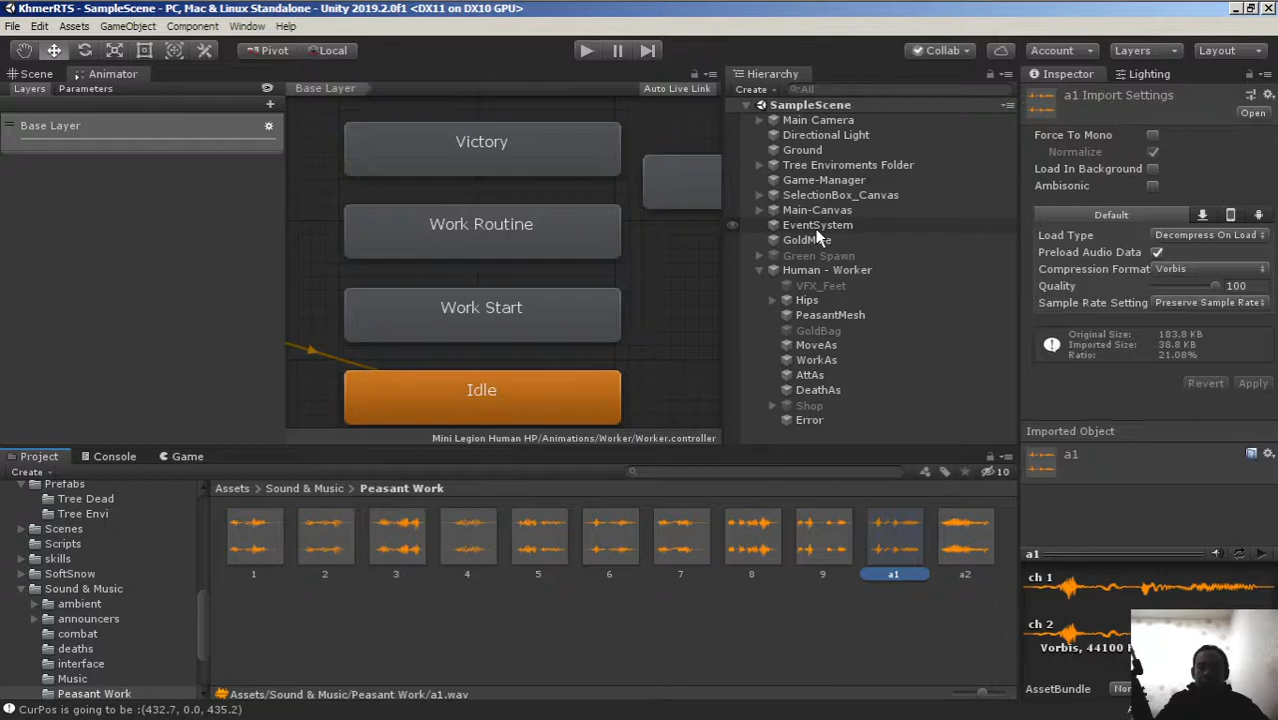 KhmerRTS - SampleScene - PC, Mac & Linux Standalone - Unity 2019.2.0f1 <DX11 on DX10 GPU>
File Edit Assets GameObject Component Window Help
Pivot Local Collab Account Layers Layout
Scene Animator
Layers Parameters Base Layer Auto Live Link
Base Layer
Victory
Work Routine
Work Start
Idle
Mini Legion Human HP/Animations/Worker/Worker.controller
Hierarchy
Create All
SampleScene
Main Camera
Directional Light
Ground
Tree Enviroments Folder
Game-Manager
SelectionBox_Canvas
Main-Canvas
EventSystem
Green Spawn
Human - Worker
VFX_Feet
Hips
PeasantMesh
GoldBag
MoveAs
WorkAs
AttAs
DeathAs
Shop
Error
Inspector Lighting
a1 Import Settings
Open
Force To Mono
Normalize
Load In Background
Ambisonic
Default
Load Type Decompress On Load
Preload Audio Data
Compression Format Vorbis
Quality 100
Sample Rate Setting Preserve Sample Rate
Original Size: 183.8 KB
Imported Size: 38.8 KB
Ratio: 21.08%
Revert Apply
Imported Object
a1
a1
ch 1
ch 2
Vorbis, 44100
AssetBundle
Project Console Game
Create 10
Prefabs
Tree Dead
Tree Envi
Scenes
Scripts
skills
SoftSnow
Sound & Music
ambient
announcers
combat
deaths
interface
Music
Peasant Work
Assets Sound & Music Peasant Work
1 2 3 4 5 6 7 8 9 a1 a2
Assets/Sound & Music/Peasant Work/a1.wav
CurPos is going to be :(432.7, 0.0, 435.2)